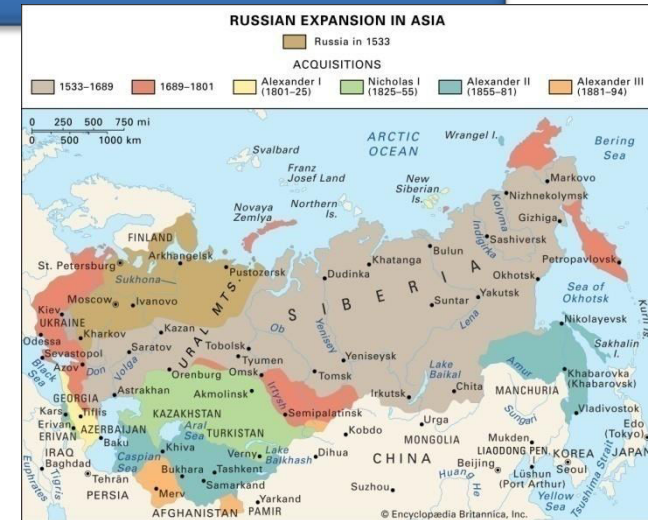 RUSSIAN EXPANSION IN ASIA
Russia in 1533
ACQUISITIONS
1533–1689
1689–1801
Alexander I
(1801–25)
Nicholas I
(1825–55)
Alexander II
(1855–81)
Alexander III
(1881–94)
0 250 500 750 mi
0 500 1000 km
ARCTIC
OCEAN
Wrangel I.
Bering
Sea
Svalbard
Franz
Josef Land
New
Siberian
Is.
Northern
Is.
Novaya
Zemlya
Markovo
Nizhnekolymsk
Kolyma
Gizhiga
Indigirka
Sashiversk
FINLAND
Arkhangelsk
St. Petersburg
Pustozersk
Sukhona
Dudinka
Khatanga
Bulun
Petropavlovsk
Okhotsk
Moscow
Ivanovo
URAL MTS.
SIBERIA
Suntar
Yakutsk
Sea of
Okhotsk
Kuril Is.
Kiev
UKRAINE
Kharkov
Kazan
Ob
Yenisey
Lena
Nikolayevsk
Odessa
Sevastopol
Saratov
Tobolsk
Tyumen
Yeniseysk
Sakhalin
I.
Black
Sea
Azov
Don
Volga
Orenburg
Omsk
Tomsk
Lake
Baikal
Amur
Khabarovka
(Khabarovsk)
Astrakhan
Akmolinsk
Irtysh
Irkutsk
Chita
MANCHURIA
GEORGIA
Semipalatinsk
Kars
Tiflis
KAZAKHSTAN
Urga
Sungari
Vladivostok
Erivan
ERIVAN
AZERBAIJAN
Aral
Sea
TURKISTAN
Kobdo
MONGOLIA
Edo
(Tokyo)
Baku
Khiva
Verny
Lake
Balkhash
Dihua
Mukden
LIAODONG PEN.
KOREA
JAPAN
IRAQ
Baghdad
Caspian
Sea
Bukhara
Tashkent
CHINA
Beijing
Lüshun
(Port Arthur)
Seoul
Tehrān
Samarkand
Huang He
Tsushima Strait
Euphrates
Tigris
PERSIA
Merv
Yarkand
Suzhou
Yellow
Sea
AFGHANISTAN
PAMIR
© Encyclopædia Britannica, Inc.